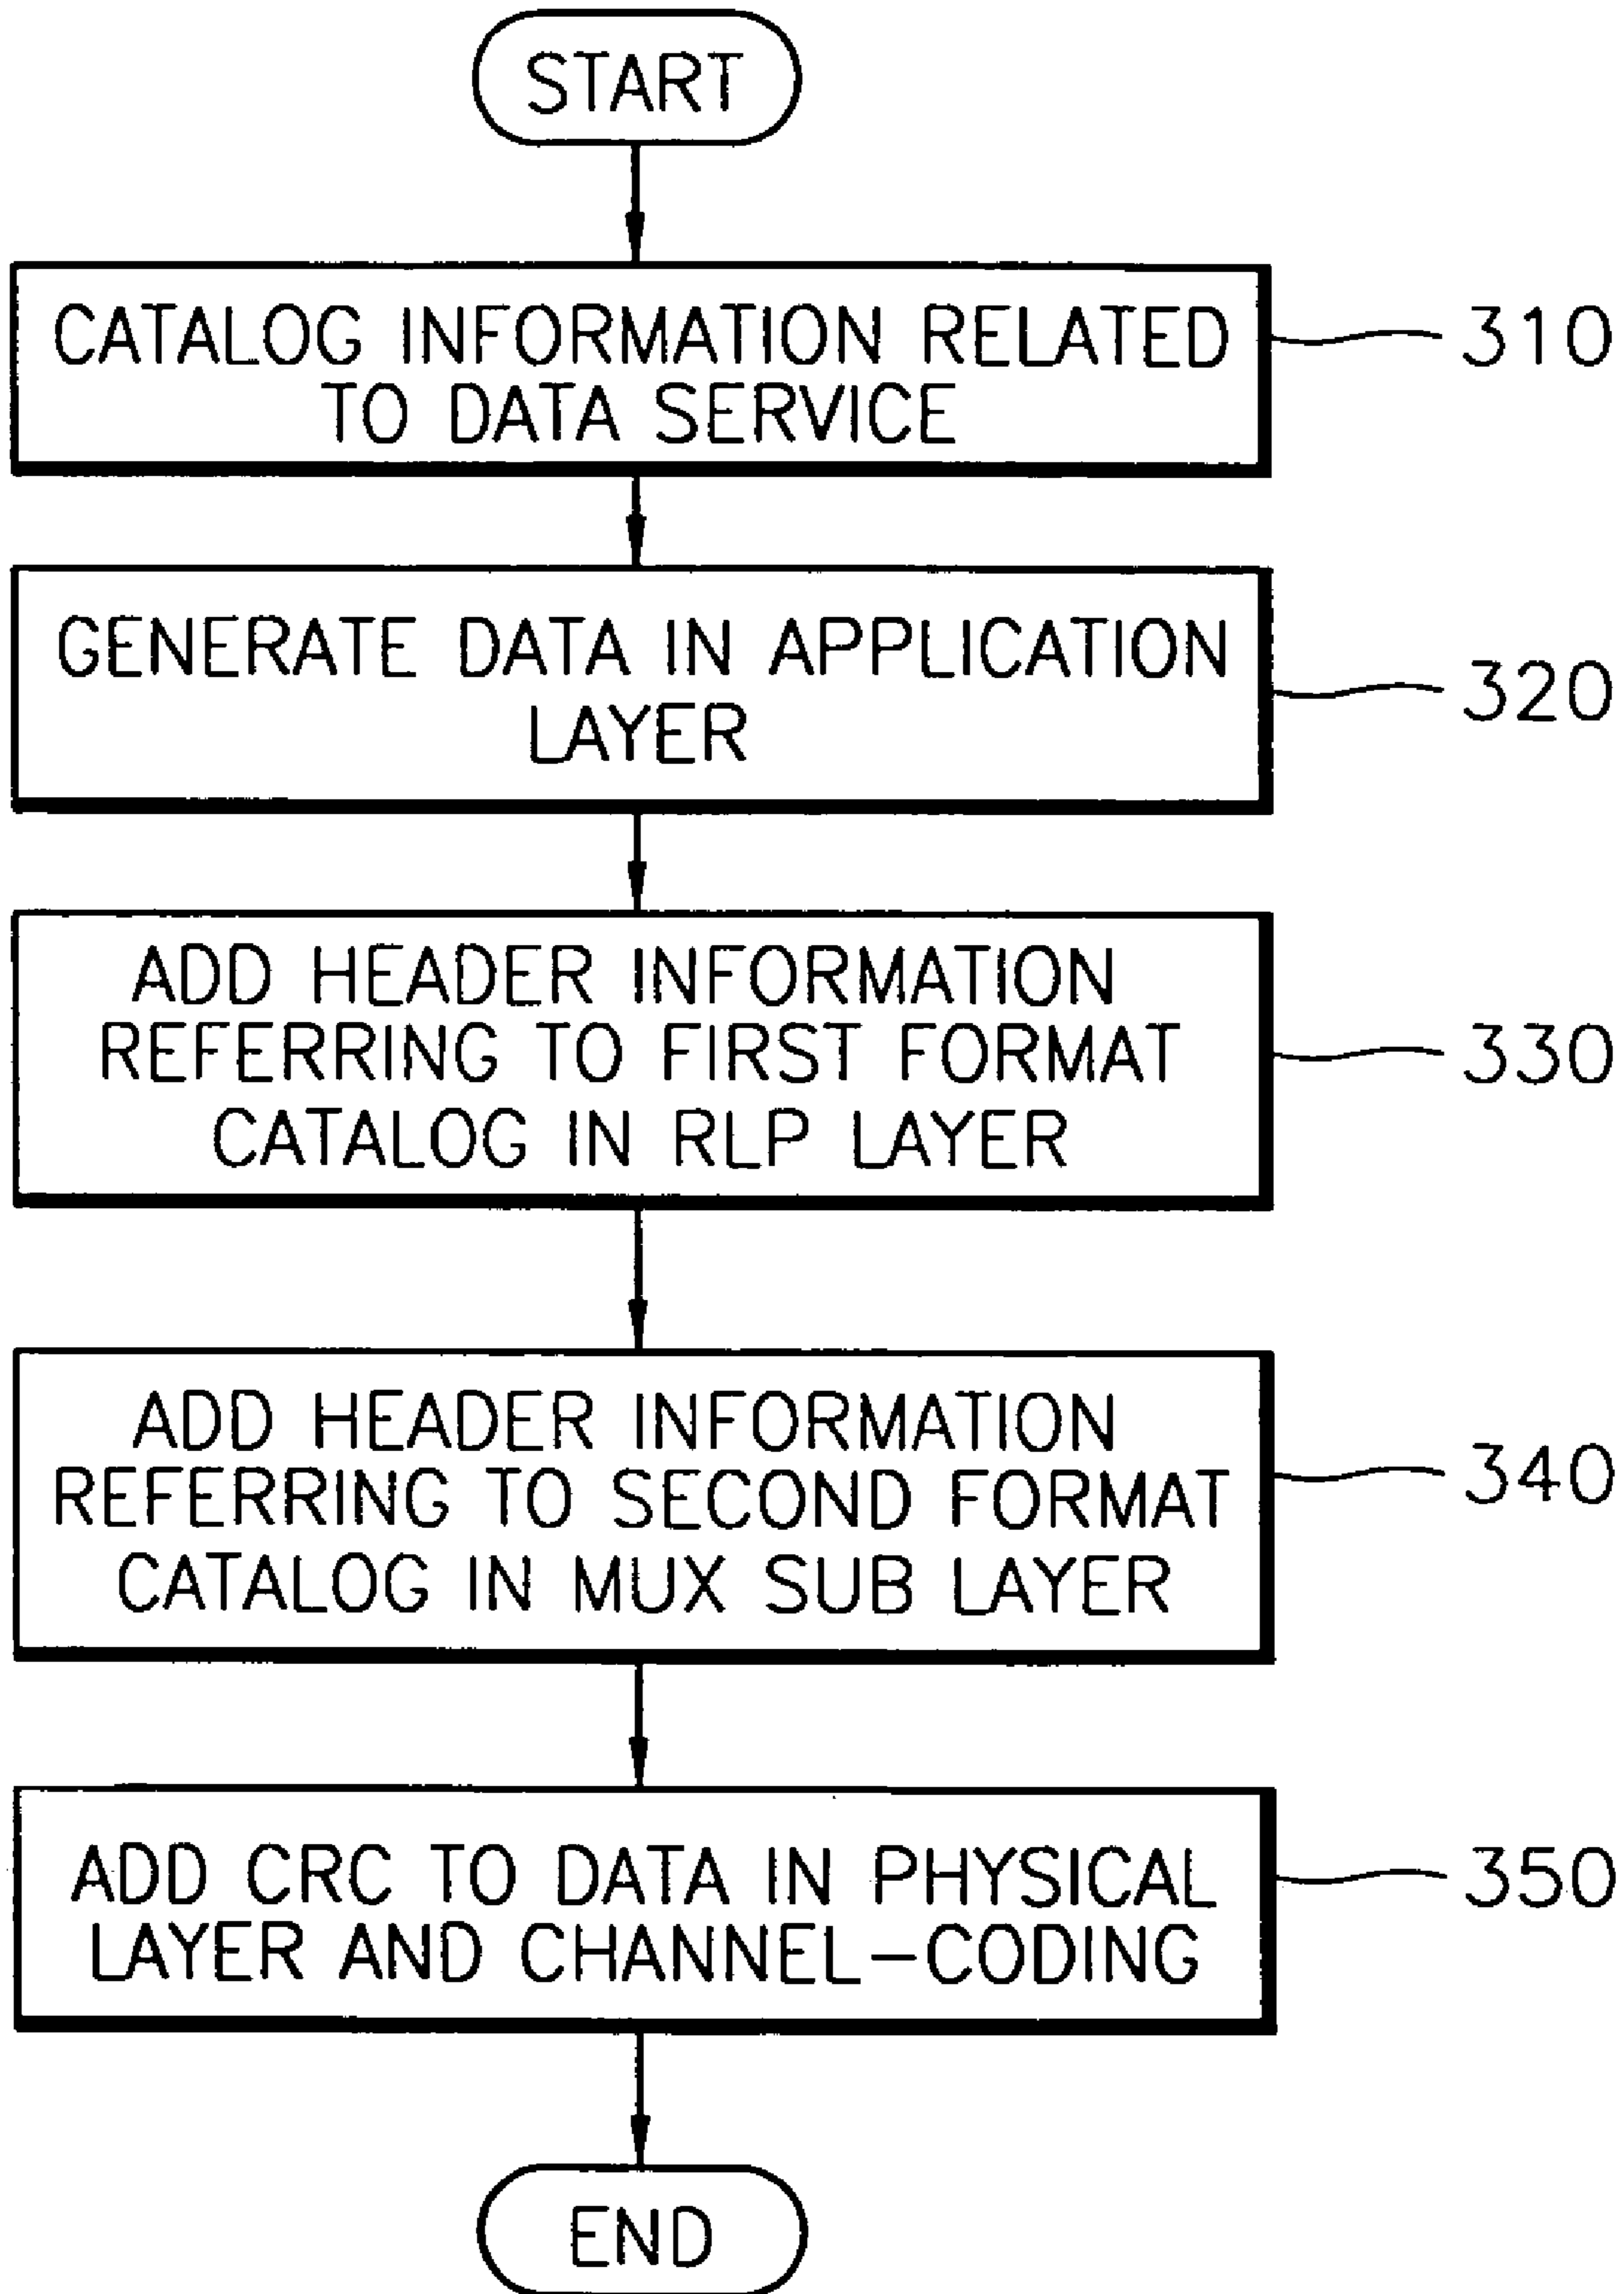 START
CATALOG INFORMATION RELATED
TO DATA SERVICE
310
GENERATE DATA IN APPLICATION
LAYER
320
ADD HEADER INFORMATION
REFERRING TO FIRST FORMAT
CATALOG IN RLP LAYER
330
ADD HEADER INFORMATION
REFERRING TO SECOND FORMAT
CATALOG IN MUX SUB LAYER
340
ADD CRC TO DATA IN PHYSICAL
LAYER AND CHANNEL-CODING
350
END